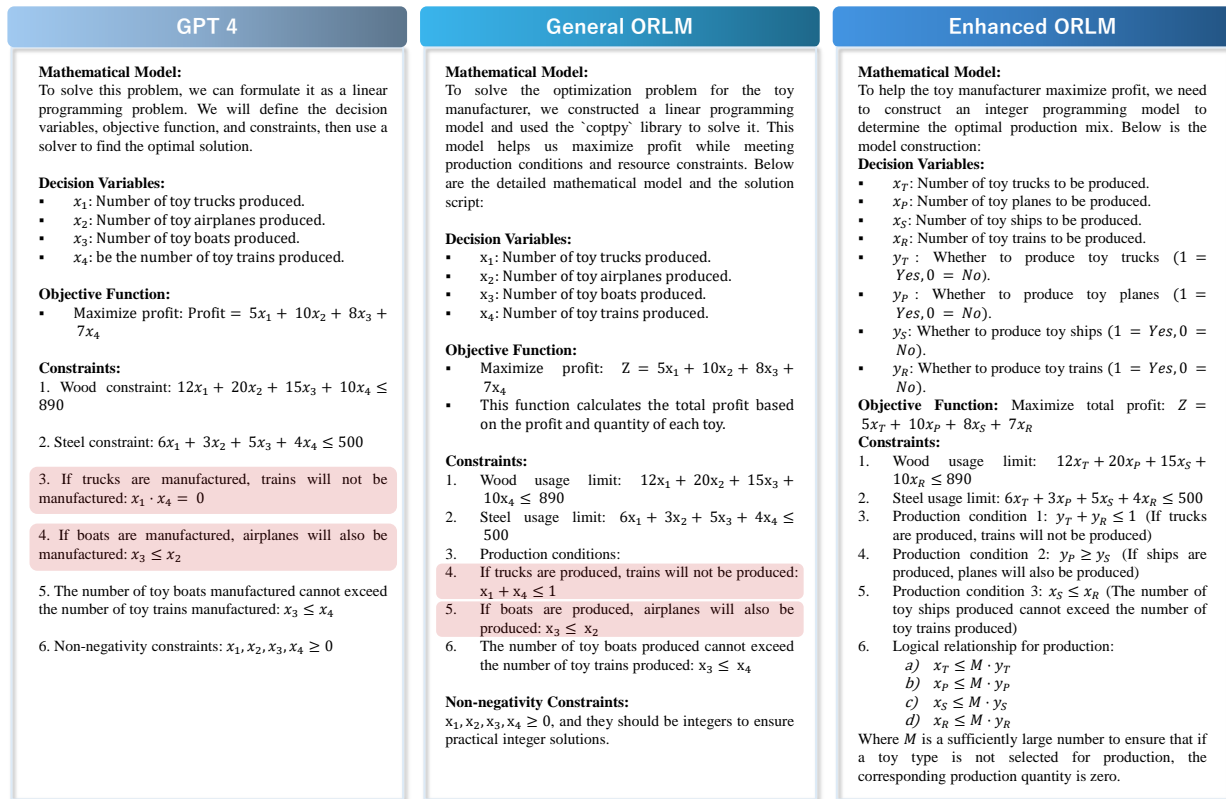 GPT 4
Mathematical Model:
To solve this problem, we can formulate it as a linear
programming problem. We will define the decision
variables, objective function, and constraints, then use a
solver to find the optimal solution.
Decision Variables:
▪ x₁: Number of toy trucks produced.
▪ x₂: Number of toy airplanes produced.
▪ x₃: Number of toy boats produced.
▪ x₄: be the number of toy trains produced.
Objective Function:
▪ Maximize profit: Profit = 5x₁ + 10x₂ + 8x₃ +
7x₄
Constraints:
1. Wood constraint: 12x₁ + 20x₂ + 15x₃ + 10x₄ ≤
890
2. Steel constraint: 6x₁ + 3x₂ + 5x₃ + 4x₄ ≤ 500
3. If trucks are manufactured, trains will not be
manufactured: x₁ · x₄ = 0
4. If boats are manufactured, airplanes will also be
manufactured: x₃ ≤ x₂
5. The number of toy boats manufactured cannot exceed
the number of toy trains manufactured: x₃ ≤ x₄
6. Non-negativity constraints: x₁, x₂, x₃, x₄ ≥ 0
General ORLM
Mathematical Model:
To solve the optimization problem for the toy
manufacturer, we constructed a linear programming
model and used the `coptpy` library to solve it. This
model helps us maximize profit while meeting
production conditions and resource constraints. Below
are the detailed mathematical model and the solution
script:
Decision Variables:
▪ x₁: Number of toy trucks produced.
▪ x₂: Number of toy airplanes produced.
▪ x₃: Number of toy boats produced.
▪ x₄: Number of toy trains produced.
Objective Function:
▪ Maximize profit: Z = 5x₁ + 10x₂ + 8x₃ +
7x₄
▪ This function calculates the total profit based
on the profit and quantity of each toy.
Constraints:
1. Wood usage limit: 12x₁ + 20x₂ + 15x₃ +
10x₄ ≤ 890
2. Steel usage limit: 6x₁ + 3x₂ + 5x₃ + 4x₄ ≤
500
3. Production conditions:
4. If trucks are produced, trains will not be produced:
x₁ + x₄ ≤ 1
5. If boats are produced, airplanes will also be
produced: x₃ ≤ x₂
6. The number of toy boats produced cannot exceed
the number of toy trains produced: x₃ ≤ x₄
Non-negativity Constraints:
x₁, x₂, x₃, x₄ ≥ 0, and they should be integers to ensure
practical integer solutions.
Enhanced ORLM
Mathematical Model:
To help the toy manufacturer maximize profit, we need
to construct an integer programming model to
determine the optimal production mix. Below is the
model construction:
Decision Variables:
▪ x_T: Number of toy trucks to be produced.
▪ x_P: Number of toy planes to be produced.
▪ x_S: Number of toy ships to be produced.
▪ x_R: Number of toy trains to be produced.
▪ y_T : Whether to produce toy trucks (1 =
Yes, 0 = No).
▪ y_P : Whether to produce toy planes (1 =
Yes, 0 = No).
▪ y_S: Whether to produce toy ships (1 = Yes, 0 =
No).
▪ y_R: Whether to produce toy trains (1 = Yes, 0 =
No).
Objective Function: Maximize total profit: Z =
5x_T + 10x_P + 8x_S + 7x_R
Constraints:
1. Wood usage limit: 12x_T + 20x_P + 15x_S +
10x_R ≤ 890
2. Steel usage limit: 6x_T + 3x_P + 5x_S + 4x_R ≤ 500
3. Production condition 1: y_T + y_R ≤ 1 (If trucks
are produced, trains will not be produced)
4. Production condition 2: y_P ≥ y_S (If ships are
produced, planes will also be produced)
5. Production condition 3: x_S ≤ x_R (The number of
toy ships produced cannot exceed the number of
toy trains produced)
6. Logical relationship for production:
a) x_T ≤ M · y_T
b) x_P ≤ M · y_P
c) x_S ≤ M · y_S
d) x_R ≤ M · y_R
Where M is a sufficiently large number to ensure that if
a toy type is not selected for production, the
corresponding production quantity is zero.